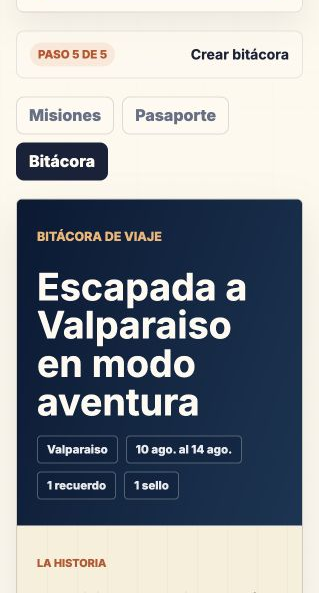 PASO 5 DE 5
Crear bitácora
Misiones
Pasaporte
Bitácora
BITÁCORA DE VIAJE
Escapada a
Valparaiso
en modo
aventura
Valparaiso
10 ago. al 14 ago.
1 recuerdo
1 sello
LA HISTORIA